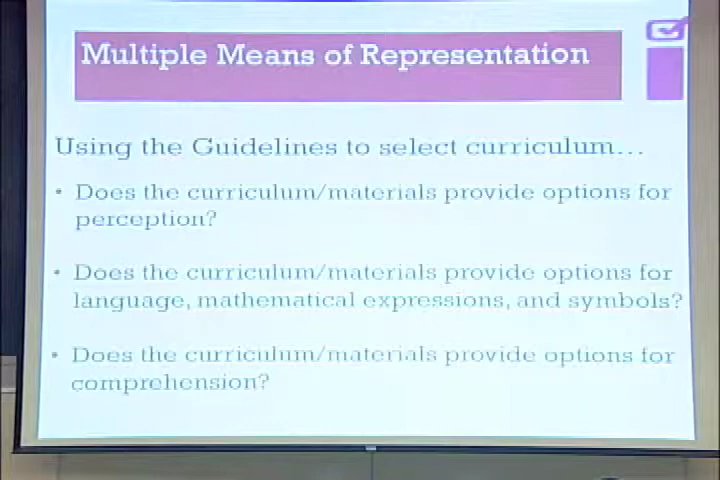 Multiple Means of Representation
Using the Guidelines to select curriculum...
• Does the curriculum/materials provide options for
perception?
• Does the curriculum/materials provide options for
language, mathematical expressions, and symbols?
• Does the curriculum/materials provide options for
comprehension?